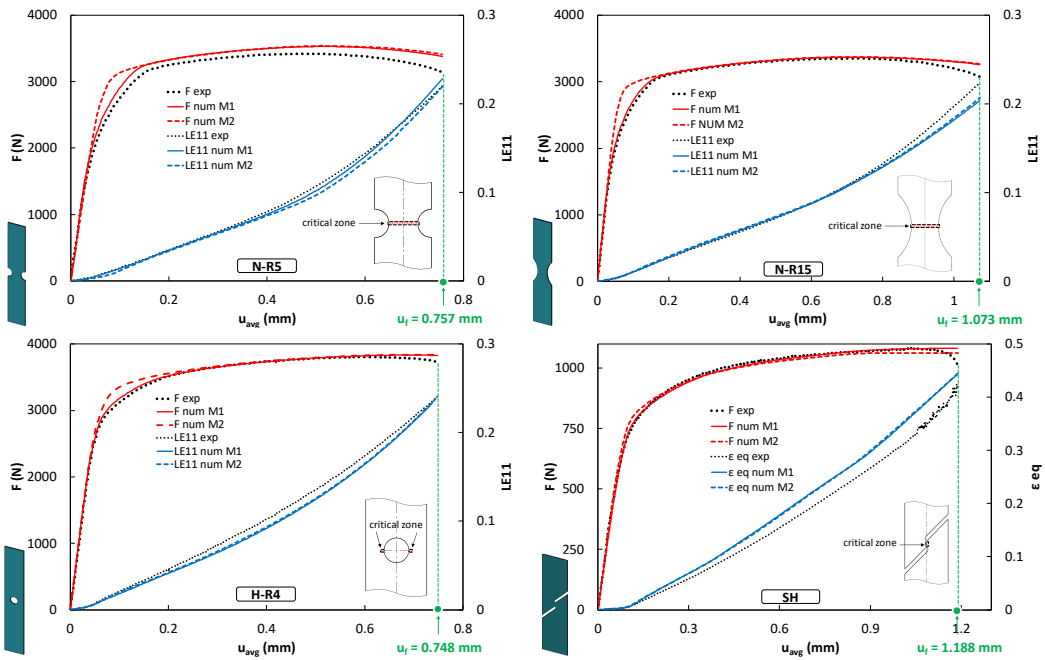 4000
3000
2000
1000
0
F (N)
0.3
0.2
0.1
0
LE11
F exp
F num M1
F num M2
LE11 exp
LE11 num M1
LE11 num M2
critical zone
N-R5
0
0.2
0.4
0.6
0.8
u_avg (mm)
u_f = 0.757 mm
4000
3000
2000
1000
0
F (N)
0.3
0.2
0.1
0
LE11
F exp
F num M1
F NUM M2
LE11 exp
LE11 num M1
LE11 num M2
critical zone
N-R15
0
0.2
0.4
0.6
0.8
1
u_avg (mm)
u_f = 1.073 mm
4000
3000
2000
1000
0
F (N)
0.3
0.2
0.1
0
LE11
F exp
F num M1
F num M2
LE11 exp
LE11 num M1
LE11 num M2
critical zone
H-R4
0
0.2
0.4
0.6
0.8
u_avg (mm)
u_f = 0.748 mm
1000
750
500
250
0
F (N)
0.5
0.4
0.3
0.2
0.1
0
ε eq
F exp
F num M1
F num M2
ε eq exp
ε eq num M1
ε eq num M2
critical zone
SH
0
0.3
0.6
0.9
1.2
u_avg (mm)
u_f = 1.188 mm